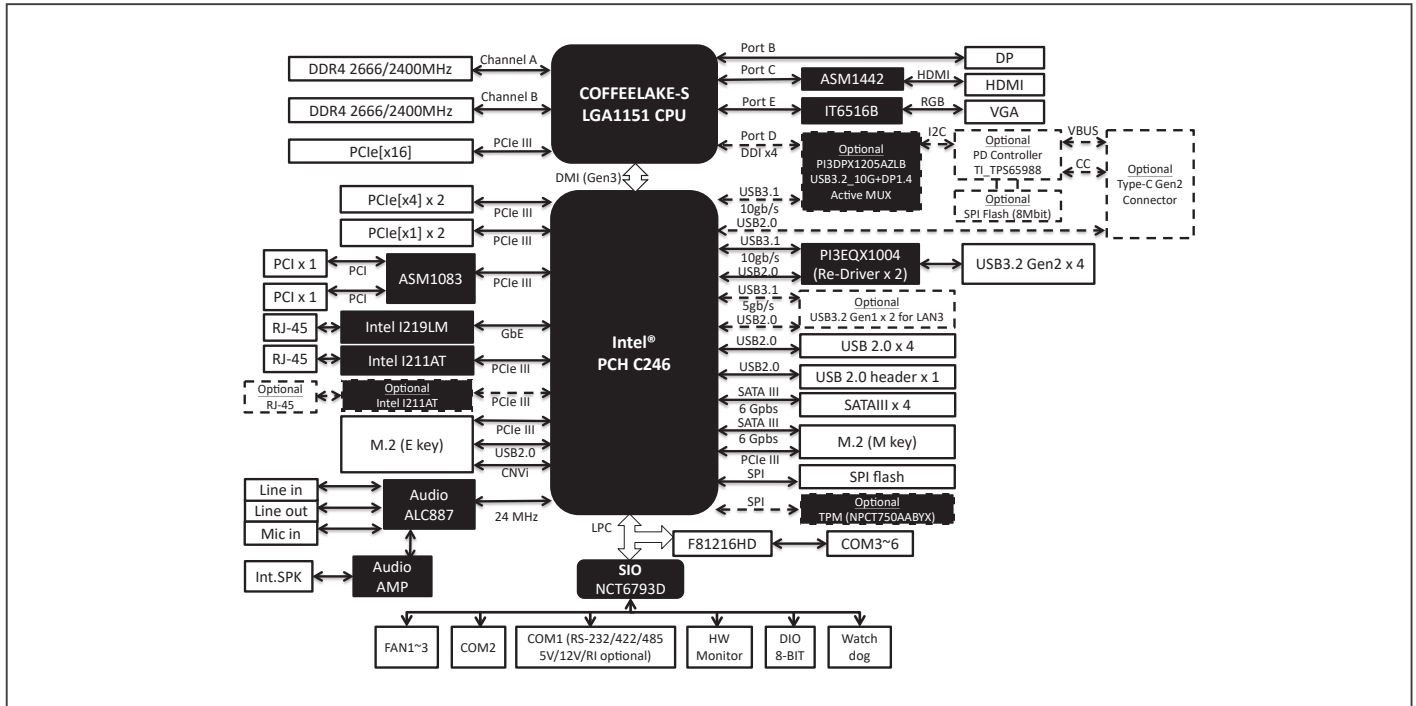 Channel A
DDR4 2666/2400MHz
Channel B
DDR4 2666/2400MHz
PCIe III
PCIe[x16]
COFFEELAKE-S
LGA1151 CPU
Port B
DP
Port C
ASM1442
HDMI
HDMI
Port E
IT6516B
RGB
VGA
Port D
DDI x4
Optional
PI3DPX1205AZLB
USB3.2_10G+DP1.4
Active MUX
I2C
Optional
PD Controller
TI_TPS65988
VBUS
CC
Optional
Type-C Gen2
Connector
Optional
SPI Flash (8Mbit)
DMI (Gen3)
PCIe[x4] x 2
PCIe III
PCIe[x1] x 2
PCIe III
PCI x 1
PCI
PCI x 1
PCI
ASM1083
PCIe III
RJ-45
Intel I219LM
GbE
RJ-45
Intel I211AT
PCIe III
Optional
RJ-45
Optional
Intel I211AT
PCIe III
M.2 (E key)
PCIe III
USB2.0
CNVi
Line in
Line out
Mic in
Audio
ALC887
24 MHz
Int.SPK
Audio
AMP
Intel®
PCH C246
USB3.1
10gb/s
USB2.0
USB3.1
10gb/s
USB2.0
PI3EQX1004
(Re-Driver x 2)
USB3.2 Gen2 x 4
USB3.1
5gb/s
USB2.0
Optional
USB3.2 Gen1 x 2 for LAN3
USB2.0
USB 2.0 x 4
USB2.0
USB 2.0 header x 1
SATA III
6 Gpbs
SATAIII x 4
SATA III
6 Gpbs
PCIe III
M.2 (M key)
SPI
SPI flash
SPI
Optional
TPM (NPCT750AABYX)
LPC
F81216HD
COM3~6
SIO
NCT6793D
FAN1~3
COM2
COM1 (RS-232/422/485
5V/12V/RI optional)
HW
Monitor
DIO
8-BIT
Watch
dog